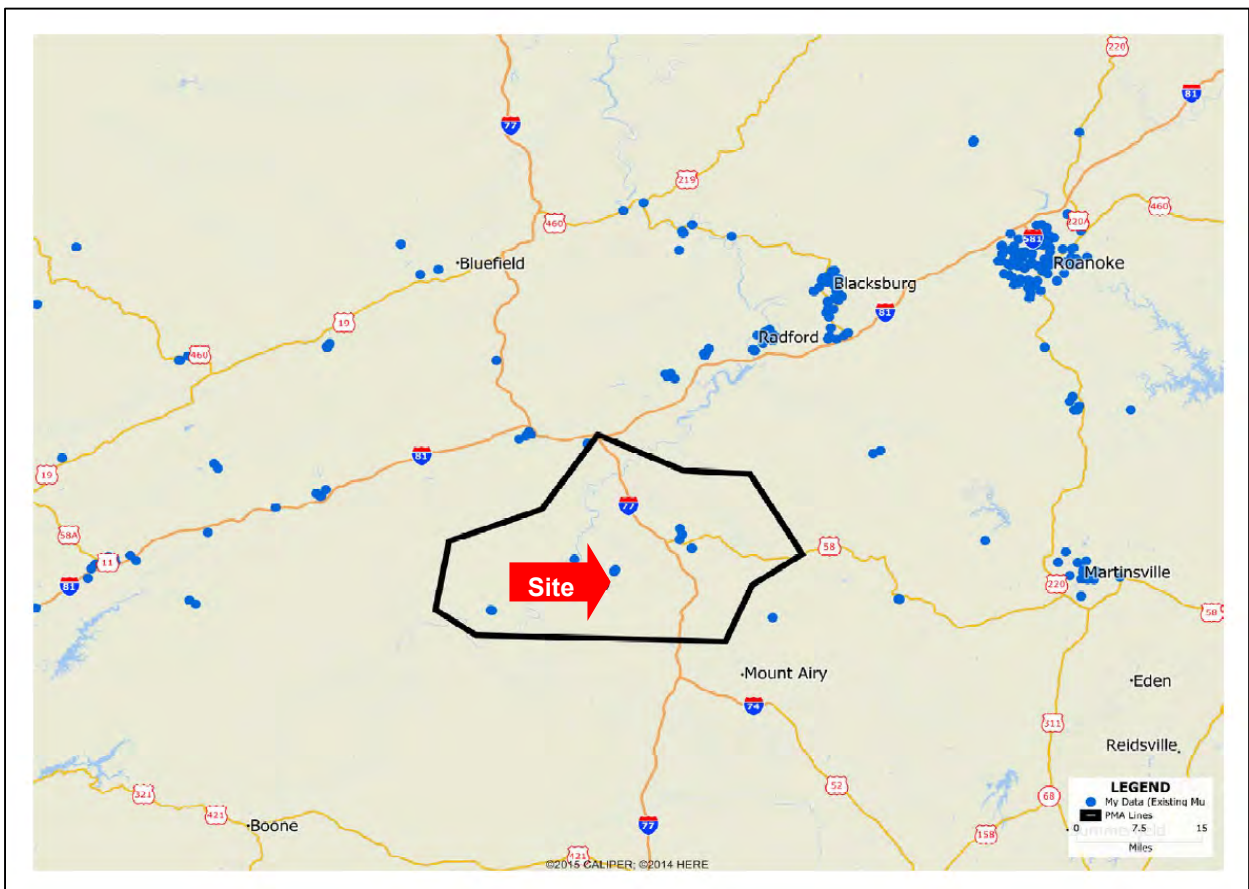 220
81
77
219
460
460
220A
581
Roanoke
Bluefield
Blacksburg
81
19
Radford
460
81
19
77
58A
11
58
Site
Martinsville
81
220
58
Mount Airy
Eden
74
311
Reidsville
LEGEND
My Data (Existing Mu
PMA Lines
0 7.5 15
Miles
52
68
321
421
77
Boone
158
421
©2015 CALIPER; ©2014 HERE